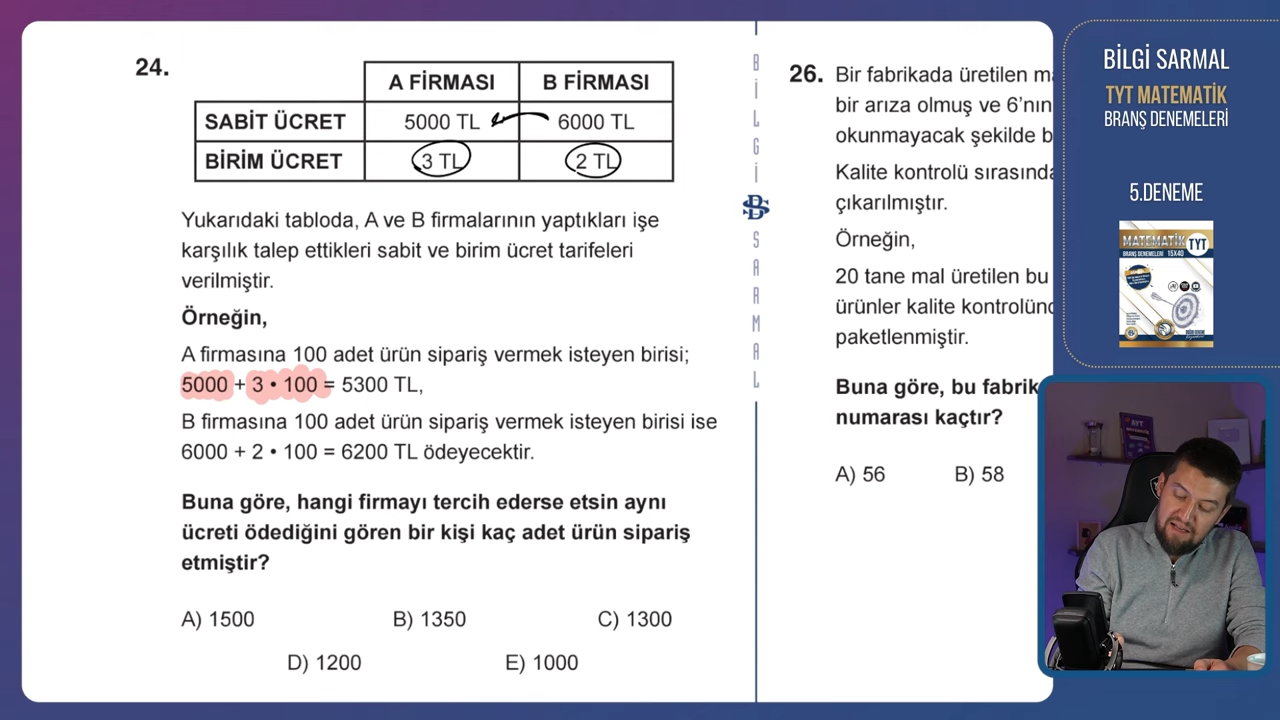 24.
A FİRMASI B FİRMASI
SABİT ÜCRET 5000 TL 6000 TL
BİRİM ÜCRET 3 TL 2 TL
Yukarıdaki tabloda, A ve B firmalarının yaptıkları işe
karşılık talep ettikleri sabit ve birim ücret tarifeleri
verilmiştir.
Örneğin,
A firmasına 100 adet ürün sipariş vermek isteyen birisi;
5000 + 3 • 100 = 5300 TL,
B firmasına 100 adet ürün sipariş vermek isteyen birisi ise
6000 + 2 • 100 = 6200 TL ödeyecektir.
Buna göre, hangi firmayı tercih ederse etsin aynı
ücreti ödediğini gören bir kişi kaç adet ürün sipariş
etmiştir?
A) 1500 B) 1350 C) 1300
D) 1200 E) 1000
BİLGİ
SARMAL
26. Bir fabrikada üretilen
bir arıza olmuş ve 6'nın
okunmayacak şekilde b
Kalite kontrolü sırasında
çıkarılmıştır.
Örneğin,
20 tane mal üretilen bu
ürünler kalite kontrolünd
paketlenmiştir.
Buna göre, bu fabrik
numarası kaçtır?
A) 56 B) 58
BİLGİ SARMAL
TYT MATEMATİK
BRANŞ DENEMELERİ
5.DENEME
MATEMATİK TYT
BRANŞ DENEMELERİ 15X40